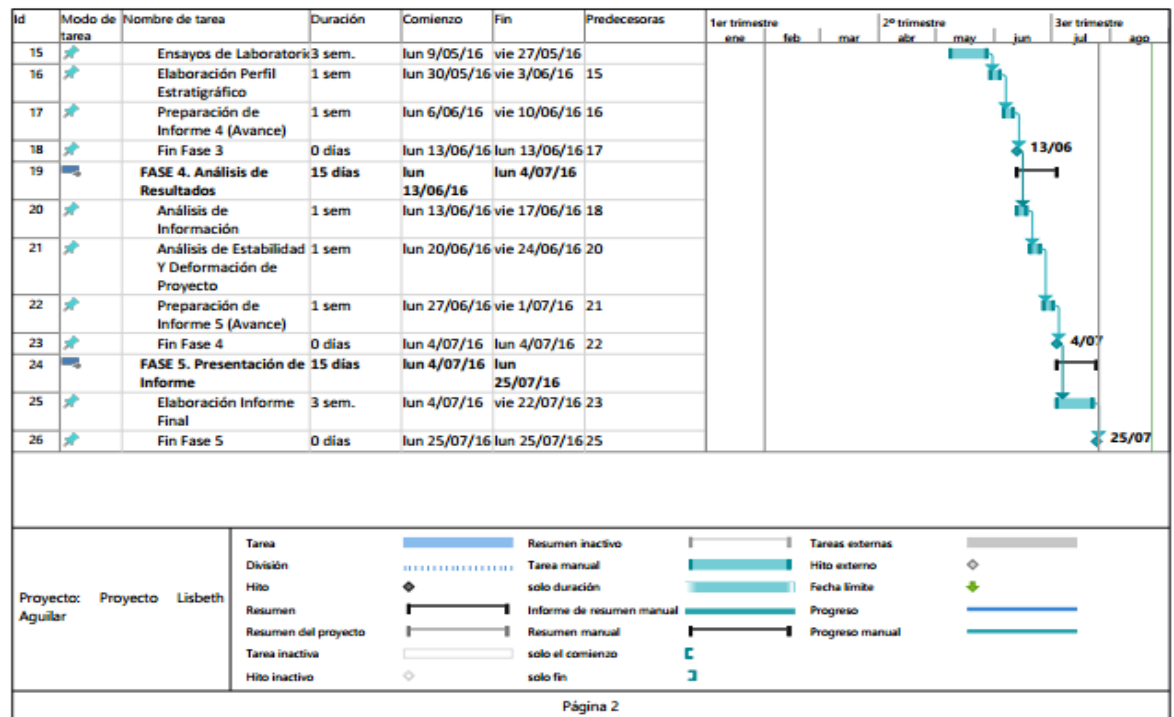 Id Modo de tarea Nombre de tarea Duración Comienzo Fin Predecesoras 1er trimestre 2º trimestre 3er trimestre
ene feb mar abr may jun jul ago
15 Ensayos de Laboratorio 3 sem. lun 9/05/16 vie 27/05/16
16 Elaboración Perfil Estratigráfico 1 sem lun 30/05/16 vie 3/06/16 15
17 Preparación de Informe 4 (Avance) 1 sem lun 6/06/16 vie 10/06/16 16
18 Fin Fase 3 0 días lun 13/06/16 lun 13/06/16 17 13/06
19 FASE 4. Análisis de Resultados 15 días lun 13/06/16 lun 4/07/16
20 Análisis de Información 1 sem lun 13/06/16 vie 17/06/16 18
21 Análisis de Estabilidad Y Deformación de Proyecto 1 sem lun 20/06/16 vie 24/06/16 20
22 Preparación de Informe 5 (Avance) 1 sem lun 27/06/16 vie 1/07/16 21
23 Fin Fase 4 0 días lun 4/07/16 lun 4/07/16 22 4/07
24 FASE 5. Presentación de Informe 15 días lun 4/07/16 lun 25/07/16
25 Elaboración Informe Final 3 sem. lun 4/07/16 vie 22/07/16 23
26 Fin Fase 5 0 días lun 25/07/16 lun 25/07/16 25 25/07
Proyecto: Proyecto Lisbeth Aguilar
Tarea Resumen inactivo Tareas externas
División Tarea manual Hito externo
Hito solo duración Fecha límite
Resumen Informe de resumen manual Progreso
Resumen del proyecto Resumen manual Progreso manual
Tarea inactiva solo el comienzo
Hito inactivo solo fin
Página 2